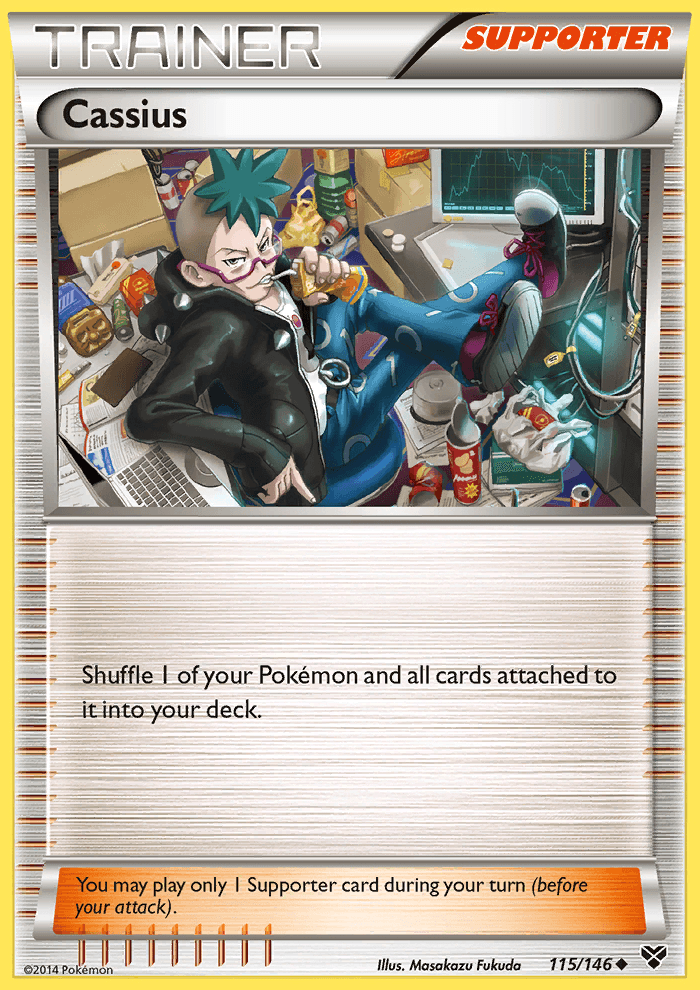 TRAINER
SUPPORTER
Cassius
Shuffle 1 of your Pokémon and all cards attached to
it into your deck.
You may play only 1 Supporter card during your turn (before
your attack).
©2014 Pokémon
Illus. Masakazu Fukuda
115/146